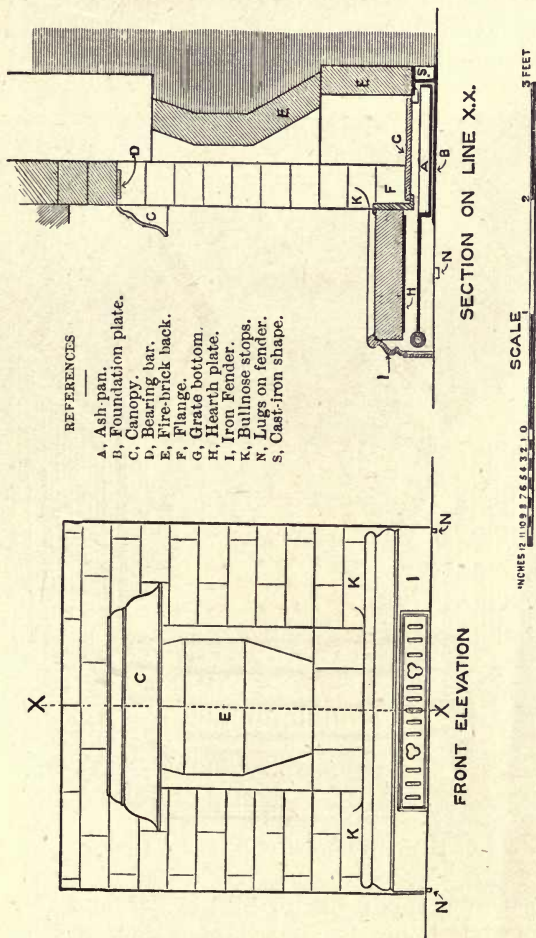 REFERENCES
A, Ash-pan.
B, Foundation plate.
C, Canopy.
D, Bearing bar.
E, Fire-brick back.
F, Flange.
G, Grate bottom.
H, Hearth plate.
I, Iron Fender.
K, Bullnose stops.
N, Lugs on fender.
S, Cast-iron shape.
X
C
E
K K
I
N X N
FRONT ELEVATION
D
C
E
E
K
F G
S
H A
I N B
SECTION ON LINE X.X.
SCALE
INCHES 12 11 10 9 8 7 6 5 4 3 2 1 0 1 2 3 FEET